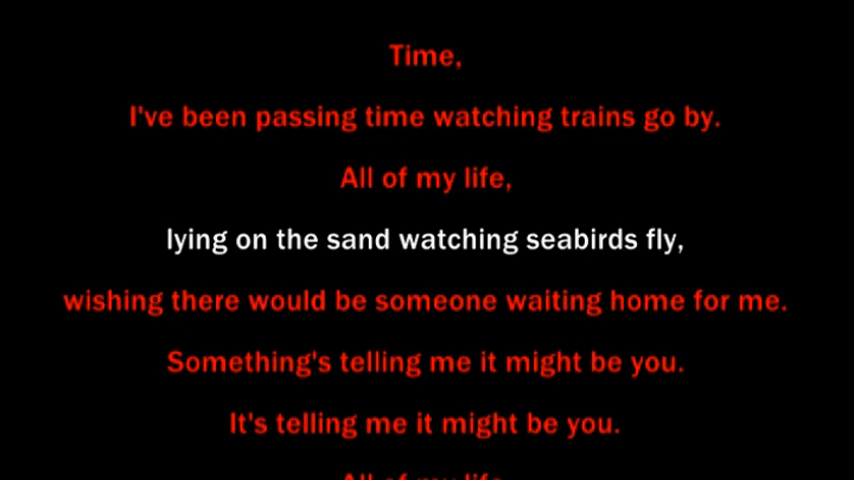 Time,
I've been passing time watching trains go by.
All of my life,
lying on the sand watching seabirds fly,
wishing there would be someone waiting home for me.
Something's telling me it might be you.
It's telling me it might be you.
All of my life